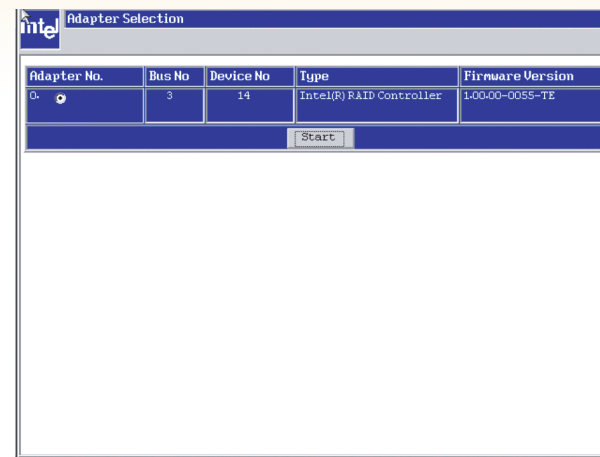 intel Adapter Selection
Adapter No. Bus No Device No Type Firmware Version
0. 3 14 Intel(R) RAID Controller 1.00.00-0055-TE
Start